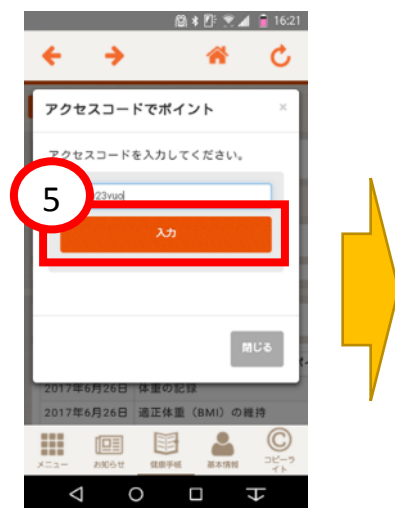 16:21
アクセスコードでポイント ×
アクセスコードを入力してください。
5
23vuo
入力
閉じる
2017年6月26日 体重の記録
2017年6月26日 適正体重（BMI）の維持
メニュー お知らせ 健康手帳 基本情報 コピーライト